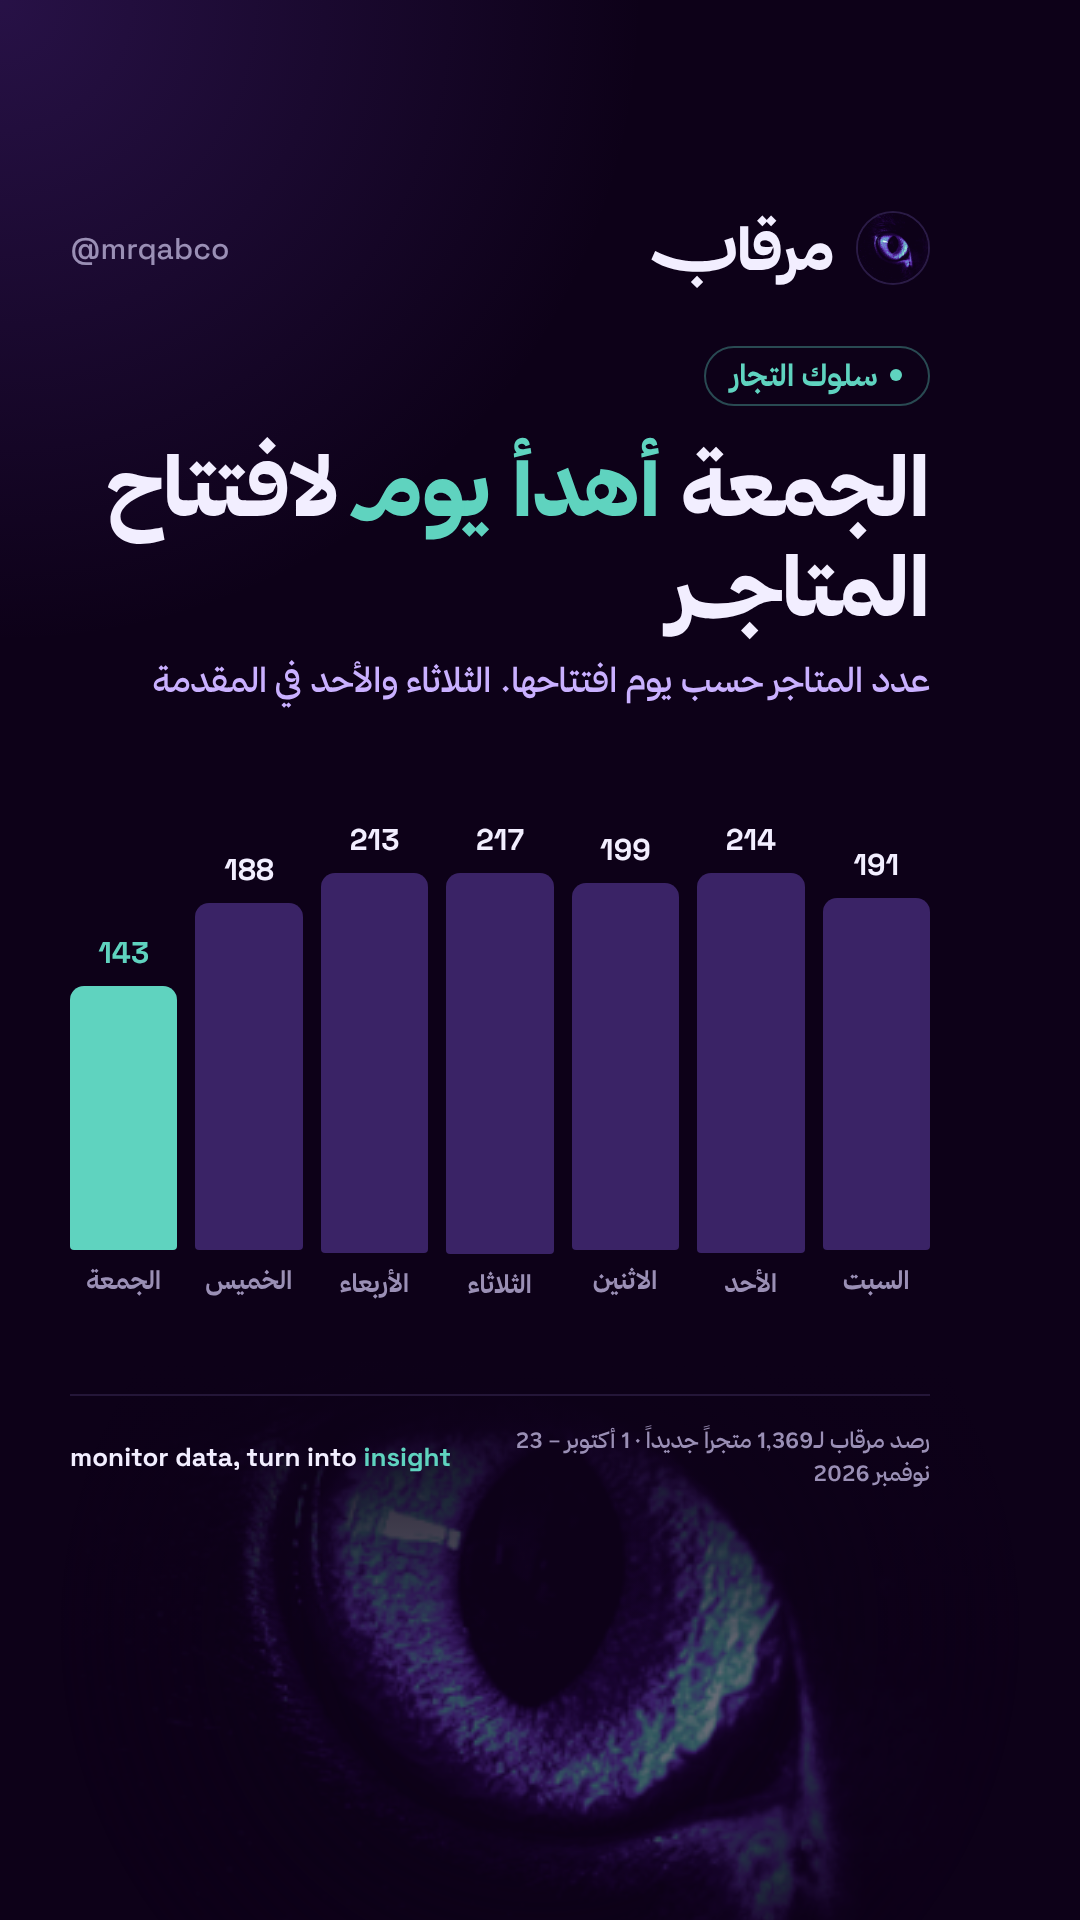 مرقاب
@mrqabco
سلوك التجار
الجمعة أهدأ يوم لافتتاح
المتاجر
عدد المتاجر حسب يوم افتتاحها. الثلاثاء والأحد في المقدمة
191
214
199
217
213
188
143
السبت
الأحد
الاثنين
الثلاثاء
الأربعاء
الخميس
الجمعة
رصد مرقاب لـ1,369 متجراً جديداً · 1 أكتوبر – 23
نوفمبر 2026
monitor data, turn into insight